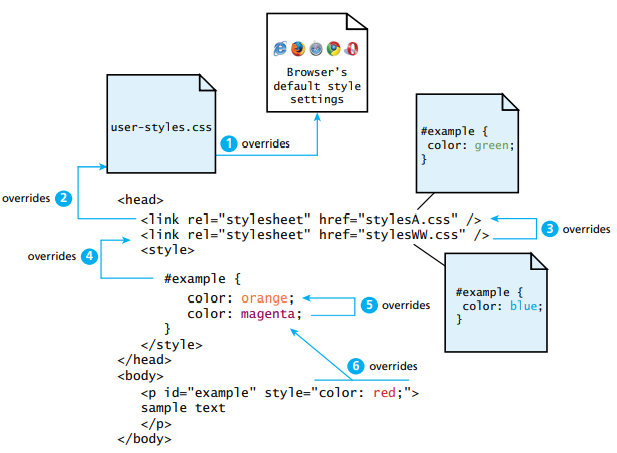 Browser's
default style
settings
user-styles.css
1 overrides
#example {
color: green;
}
2 overrides
<head>
<link rel="stylesheet" href="stylesA.css" />
<link rel="stylesheet" href="stylesWW.css" />
3 overrides
<style>
4 overrides
#example {
color: orange;
color: magenta;
}
5 overrides
#example {
color: blue;
}
</style>
</head>
6 overrides
<body>
<p id="example" style="color: red;">
sample text
</p>
</body>